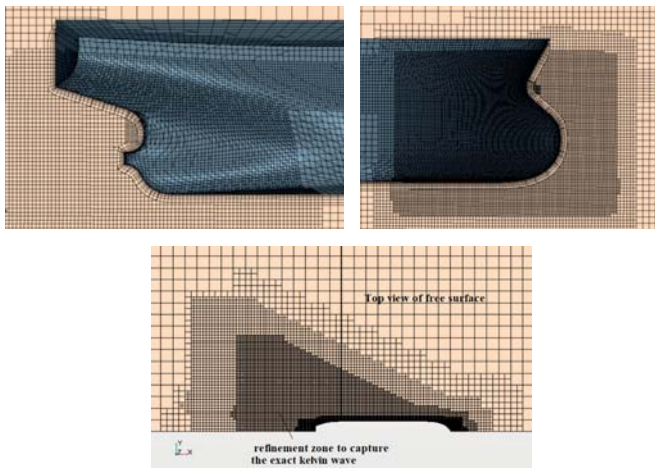 Top view of free surface
refinement zone to capture
the exact kelvin wave
Y
Z X